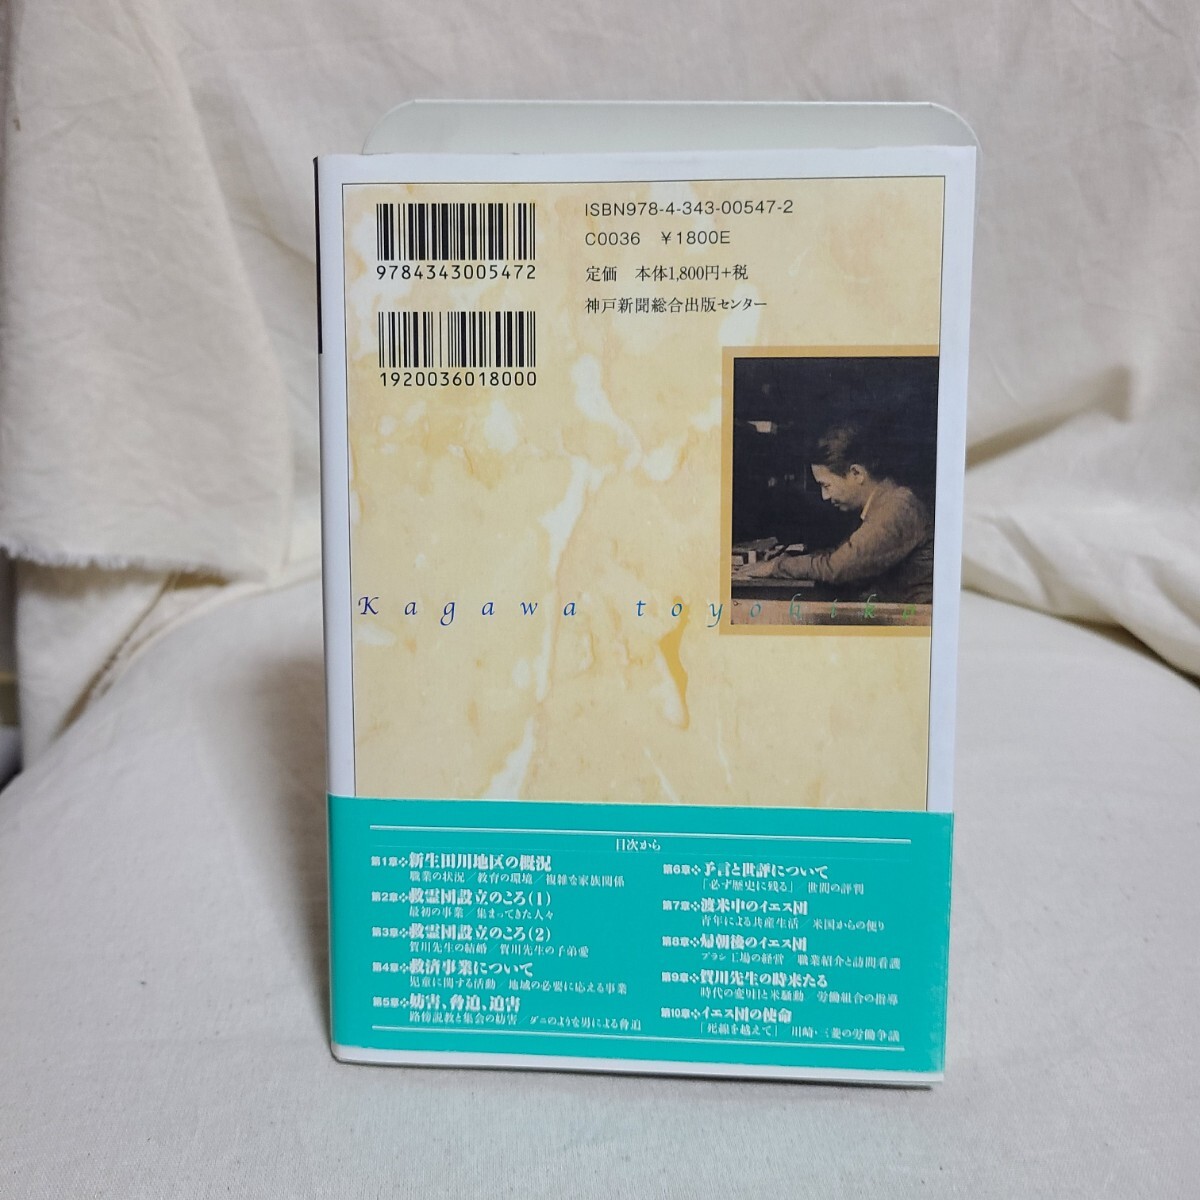 9784343005472
1920036018000
ISBN978-4-343-00547-2
C0036 ￥1800E
定価 本体1,800円+税
神戸新聞総合出版センター
Kagawa toyohiko
目次から
第1章❖新生田川地区の概況
職業の状況／教育の環境／複雑な家族関係
第2章❖救霊団設立のころ（1）
最初の事業／集まってきた人々
第3章❖救霊団設立のころ（2）
賀川先生の結婚／賀川先生の子弟愛
第4章❖救済事業について
児童に関する活動／地域の必要に応える事業
第5章❖妨害、脅迫、迫害
路傍説教と集会の妨害／ダニのような男による脅迫
第6章❖予言と世評について
「必ず歴史に残る」／世間の評判
第7章❖渡米中のイエス団
青年による共産生活／米国からの便り
第8章❖帰朝後のイエス団
ブラシ工場の経営／職業紹介と訪問看護
第9章❖賀川先生の時来たる
時代の変り目と米騒動／労働組合の指導
第10章❖イエス団の使命
「死線を越えて」／川崎・三菱の労働争議